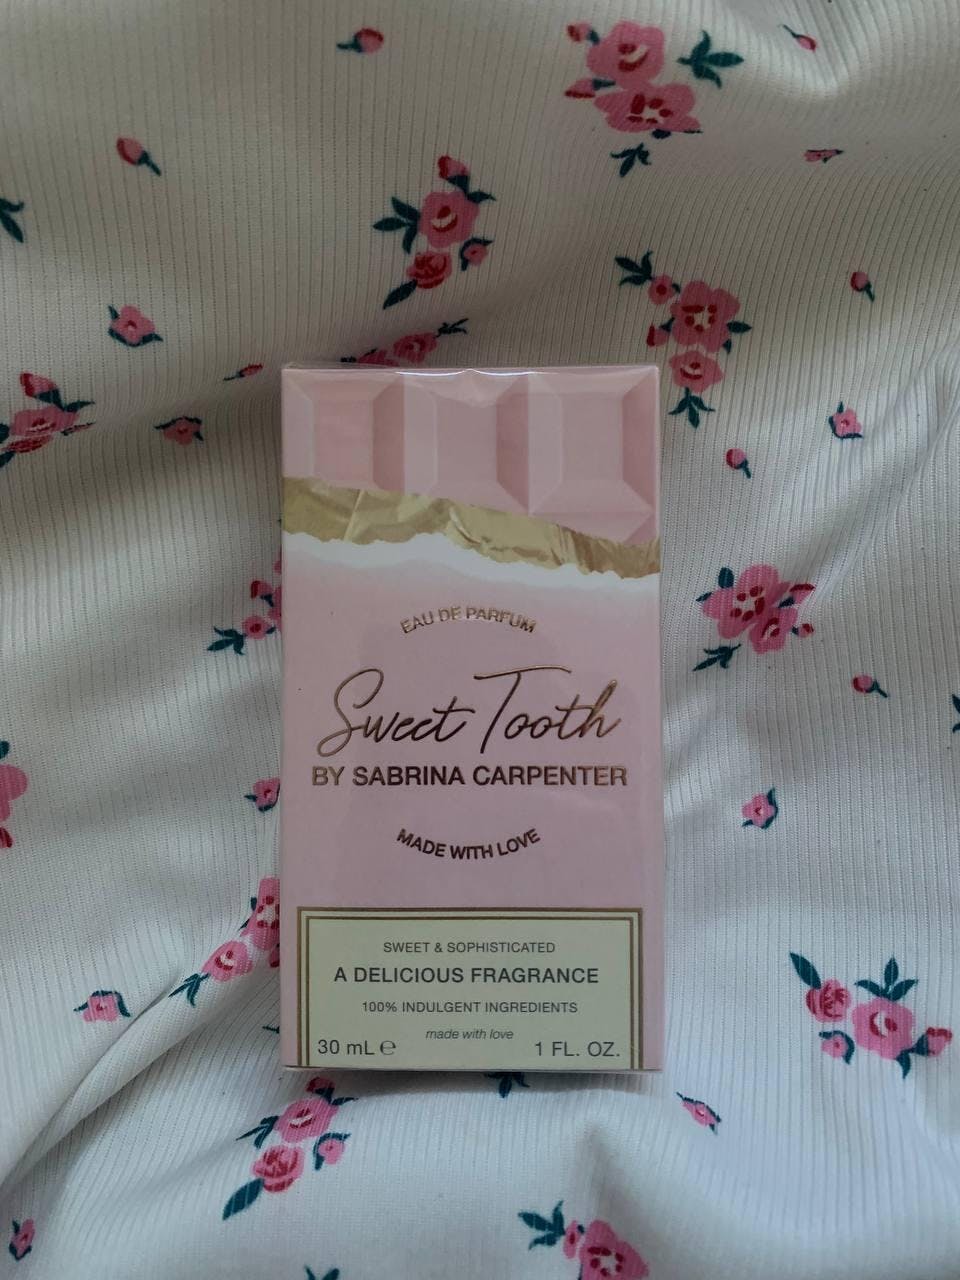 EAU DE PARFUM
Sweet Tooth
BY SABRINA CARPENTER
MADE WITH LOVE
SWEET & SOPHISTICATED
A DELICIOUS FRAGRANCE
100% INDULGENT INGREDIENTS
made with love
30 mL ℮ 1 FL. OZ.